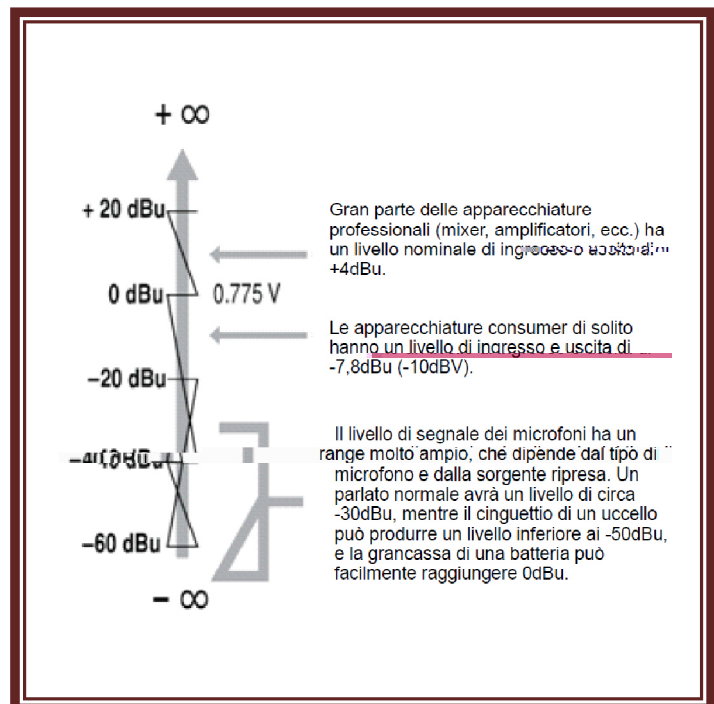 + ∞
+ 20 dBu
Gran parte delle apparecchiature
professionali (mixer, amplificatori, ecc.) ha
un livello nominale di
+4dBu.
0 dBu
0.775 V
Le apparecchiature consumer di solito
hanno un livello di ingresso e uscita di
-7,8dBu (-10dBV).
−20 dBu
Il livello di segnale dei microfoni ha un
range molto ampio, che dipende dal tipo di
microfono e dalla sorgente ripresa. Un
parlato normale avrà un livello di circa
-30dBu, mentre il cinguettio di un uccello
può produrre un livello inferiore ai -50dBu,
e la grancassa di una batteria può
facilmente raggiungere 0dBu.
−60 dBu
− ∞